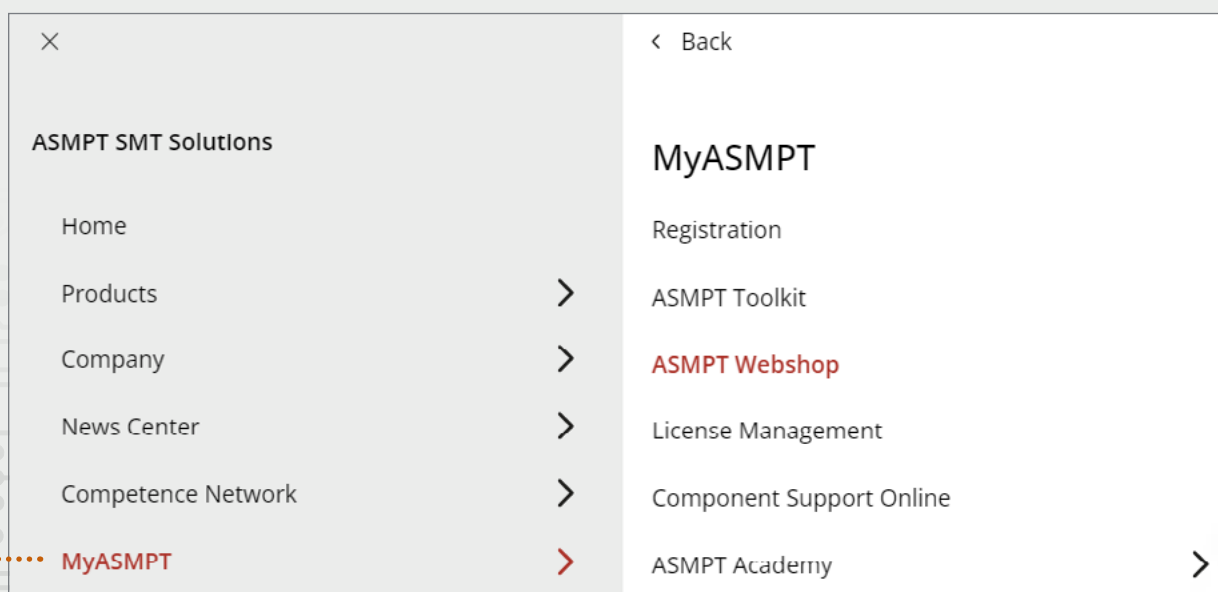 ASMPT SMT Solutions
Home
Products
Company
News Center
Competence Network
MyASMPT
Back
MyASMPT
Registration
ASMPT Toolkit
ASMPT Webshop
License Management
Component Support Online
ASMPT Academy